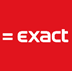 = exact